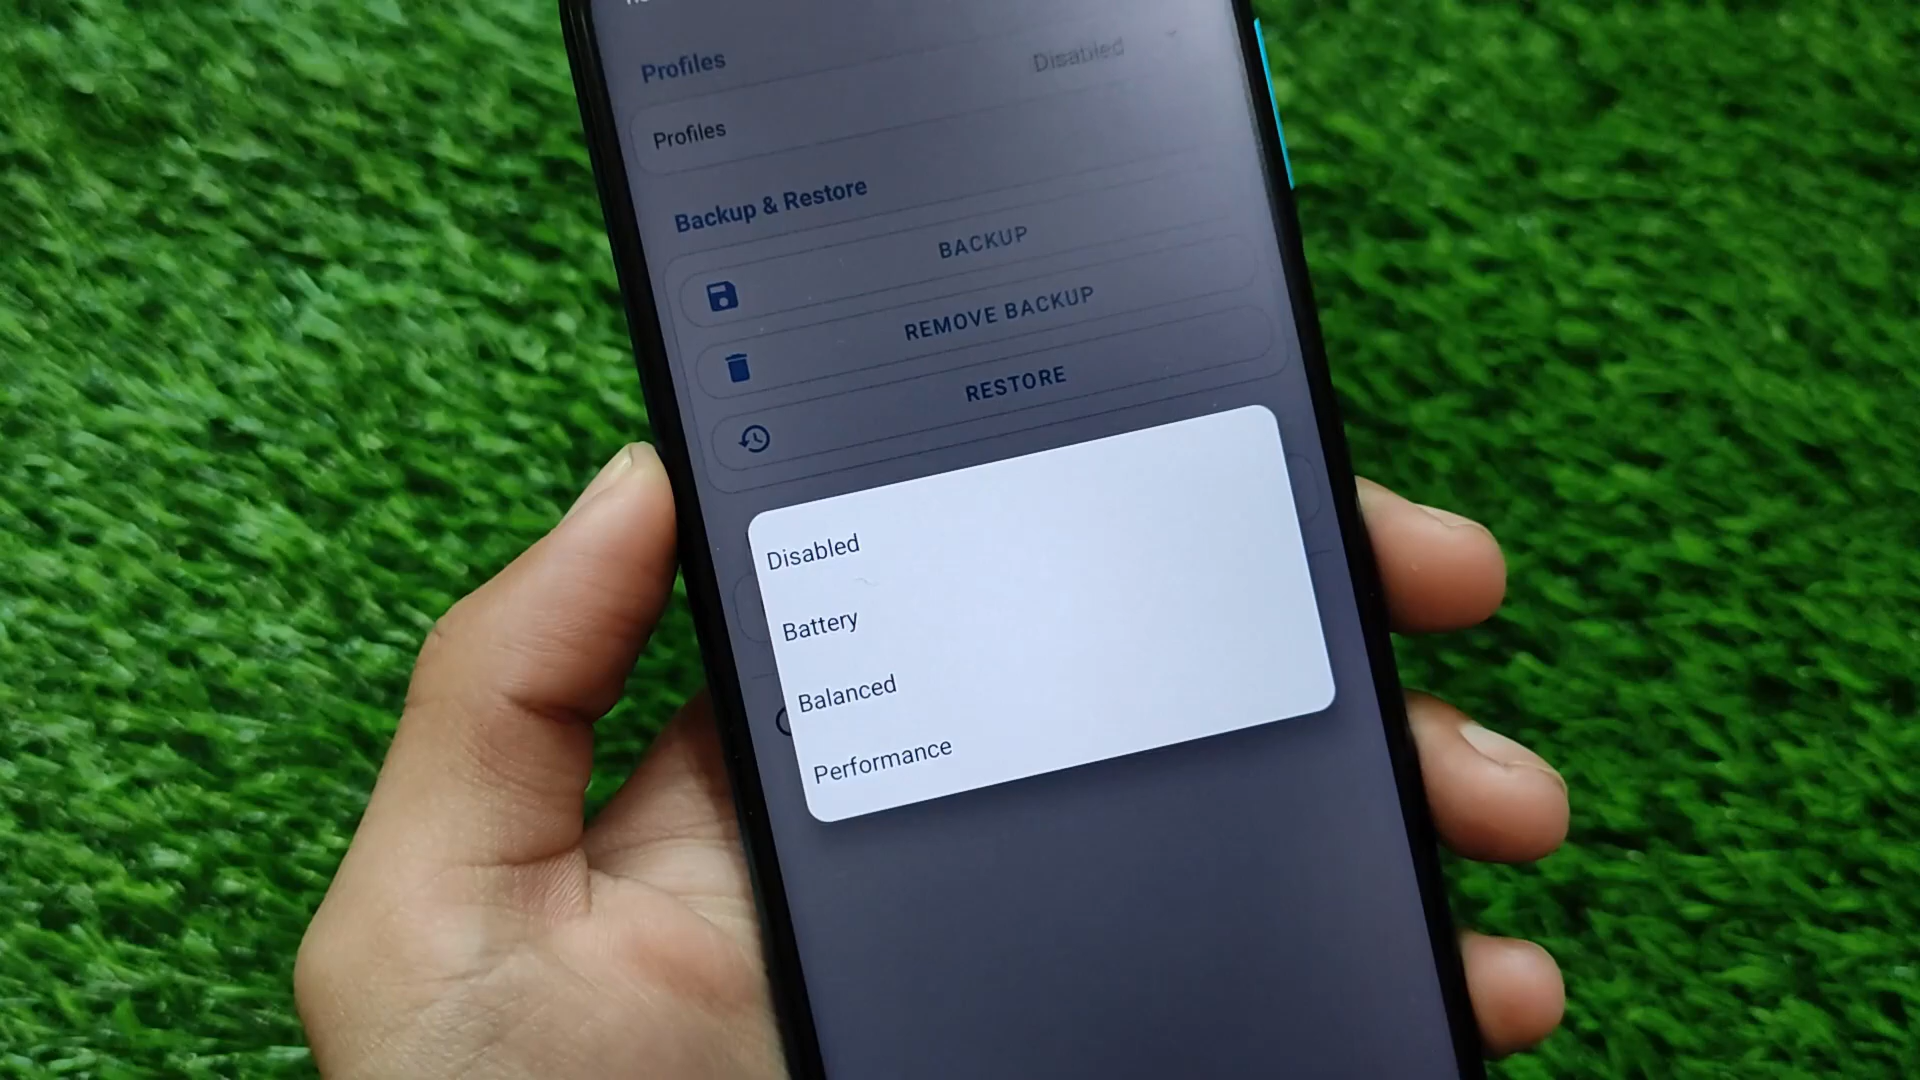 Profiles
Disabled
Profiles
Backup & Restore
BACKUP
REMOVE BACKUP
RESTORE
Disabled
Battery
Balanced
Performance